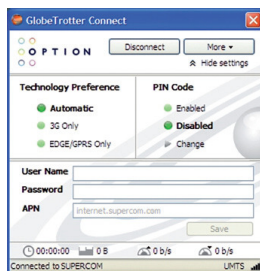 GlobeTrotter Connect
OPTION
Disconnect
More
Hide settings
Technology Preference
Automatic
3G Only
EDGE/GPRS Only
PIN Code
Enabled
Disabled
Change
User Name
Password
APN
internet.supercom.com
Save
00:00:00
0 B
0 b/s
0 b/s
Connected to SUPERCOM
UMTS